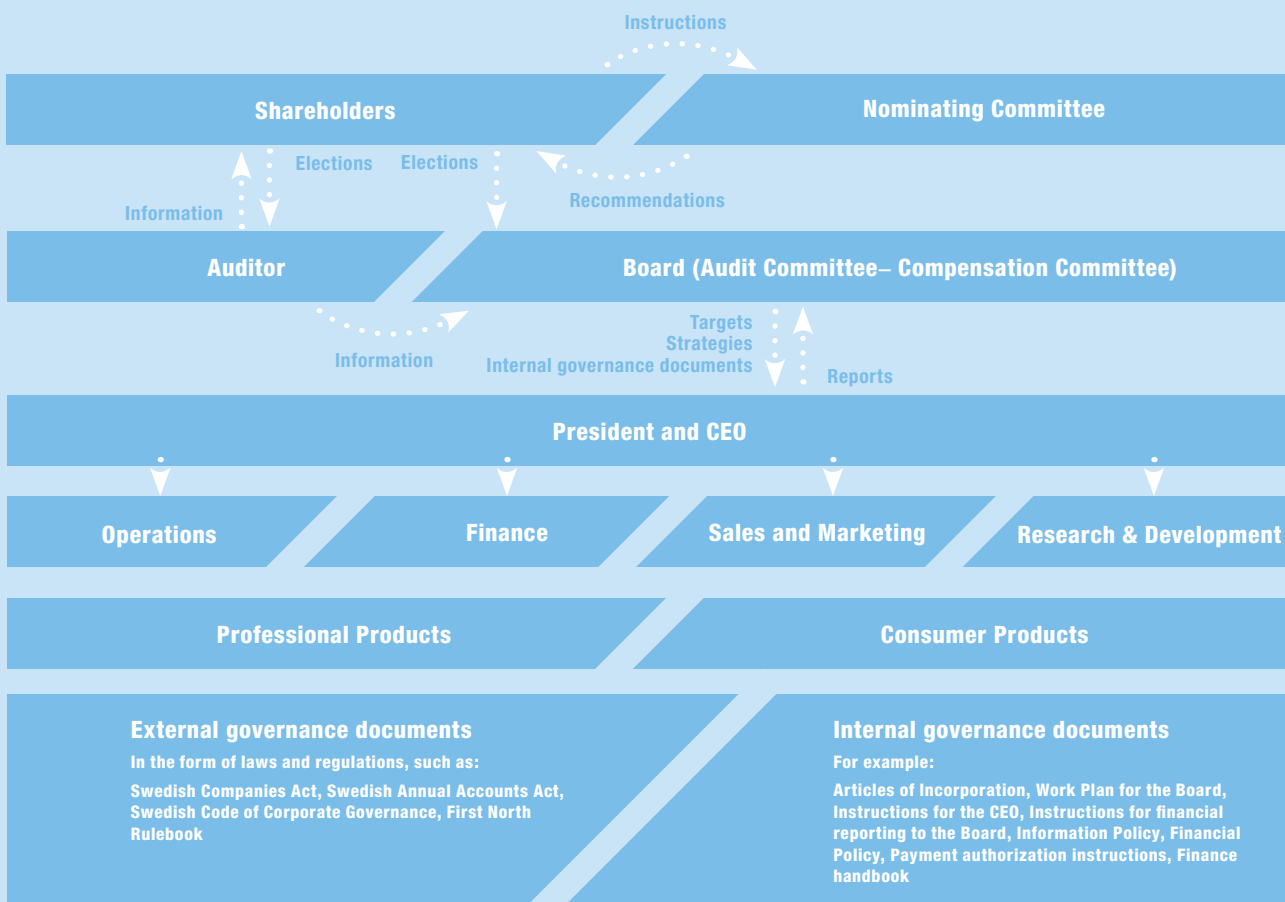 Instructions
Shareholders
Nominating Committee
Elections
Elections
Recommendations
Information
Auditor
Board (Audit Committee– Compensation Committee)
Information
Targets
Strategies
Internal governance documents
Reports
President and CEO
Operations
Finance
Sales and Marketing
Research & Development
Professional Products
Consumer Products
External governance documents
In the form of laws and regulations, such as:
Swedish Companies Act, Swedish Annual Accounts Act,
Swedish Code of Corporate Governance, First North
Rulebook
Internal governance documents
For example:
Articles of Incorporation, Work Plan for the Board,
Instructions for the CEO, Instructions for financial
reporting to the Board, Information Policy, Financial
Policy, Payment authorization instructions, Finance
handbook